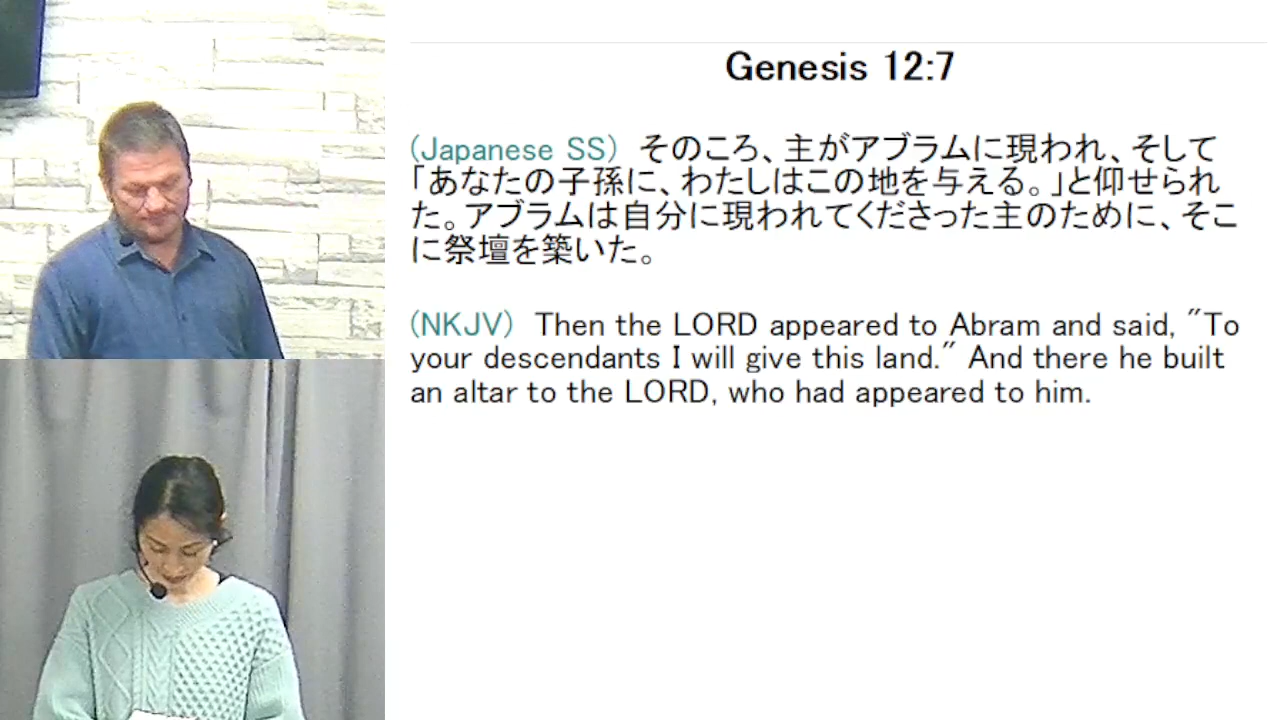 Genesis 12:7
(Japanese SS) そのころ、主がアブラムに現われ、そして
「あなたの子孫に、わたしはこの地を与える。」と仰せられ
た。アブラムは自分に現われてくださった主のために、そこ
に祭壇を築いた。
(NKJV) Then the LORD appeared to Abram and said, "To
your descendants I will give this land." And there he built
an altar to the LORD, who had appeared to him.